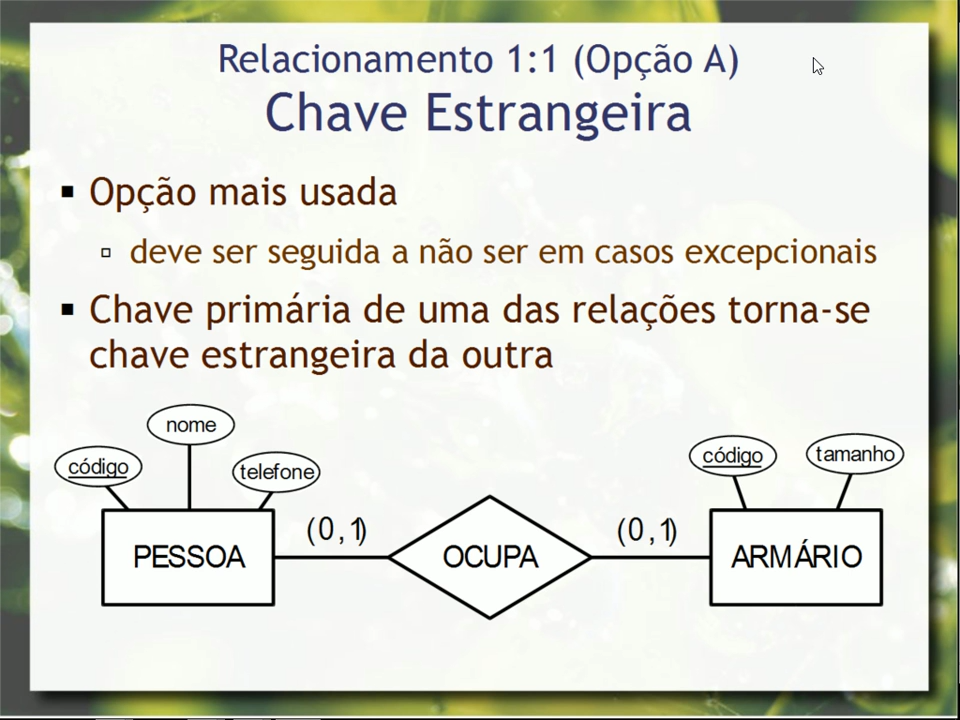 Relacionamento 1:1 (Opção A)
Chave Estrangeira
Opção mais usada
deve ser seguida a não ser em casos excepcionais
Chave primária de uma das relações torna-se
chave estrangeira da outra
nome
código
telefone
código
tamanho
(0,1)
(0,1)
PESSOA
OCUPA
ARMÁRIO